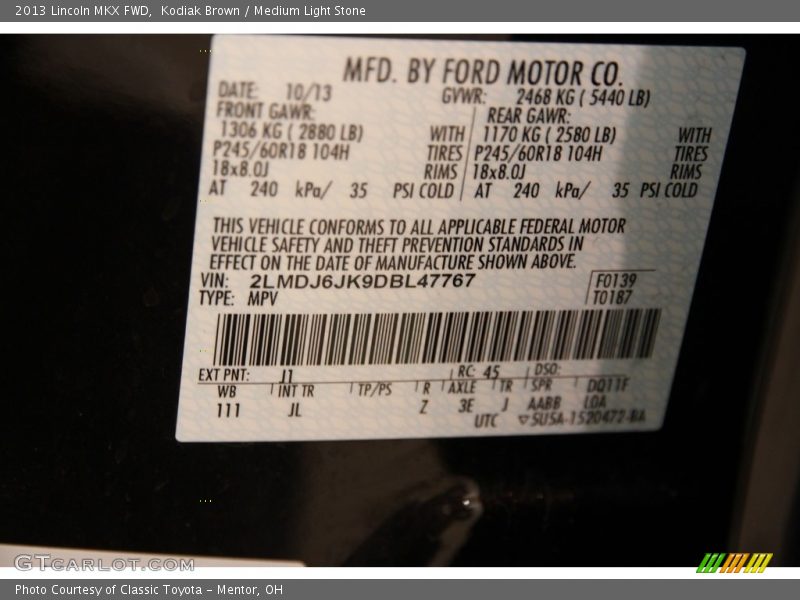 2013 Lincoln MKX FWD,  Kodiak Brown / Medium Light Stone
MFD. BY FORD MOTOR CO.
DATE: 10/13 GVWR: 2468 KG ( 5440 LB)
FRONT GAWR: REAR GAWR:
1306 KG ( 2880 LB) WITH 1170 KG ( 2580 LB) WITH
P245/60R18 104H TIRES P245/60R18 104H TIRES
18x8.0J RIMS 18x8.0J RIMS
AT 240 kPa/ 35 PSI COLD AT 240 kPa/ 35 PSI COLD
THIS VEHICLE CONFORMS TO ALL APPLICABLE FEDERAL MOTOR
VEHICLE SAFETY AND THEFT PREVENTION STANDARDS IN
EFFECT ON THE DATE OF MANUFACTURE SHOWN ABOVE.
VIN: 2LMDJ6JK9DBL47767 F0139
TYPE: MPV T0187
EXT PNT: J1 RC: 45 DSO:
WB INT TR TP/PS R AXLE TR SPR DQ11F
111 JL Z 3E J AABB LOA
UTC 5U5A-1520472-BA
GTCARLOT.COM
Photo Courtesy of Classic Toyota – Mentor, OH